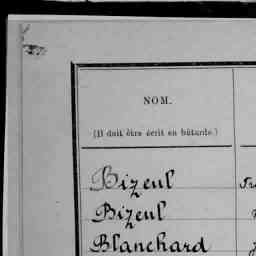 NOM.
(Il doit être écrit en bâtarde.)
Bizeul
Bizeul
Blanchard